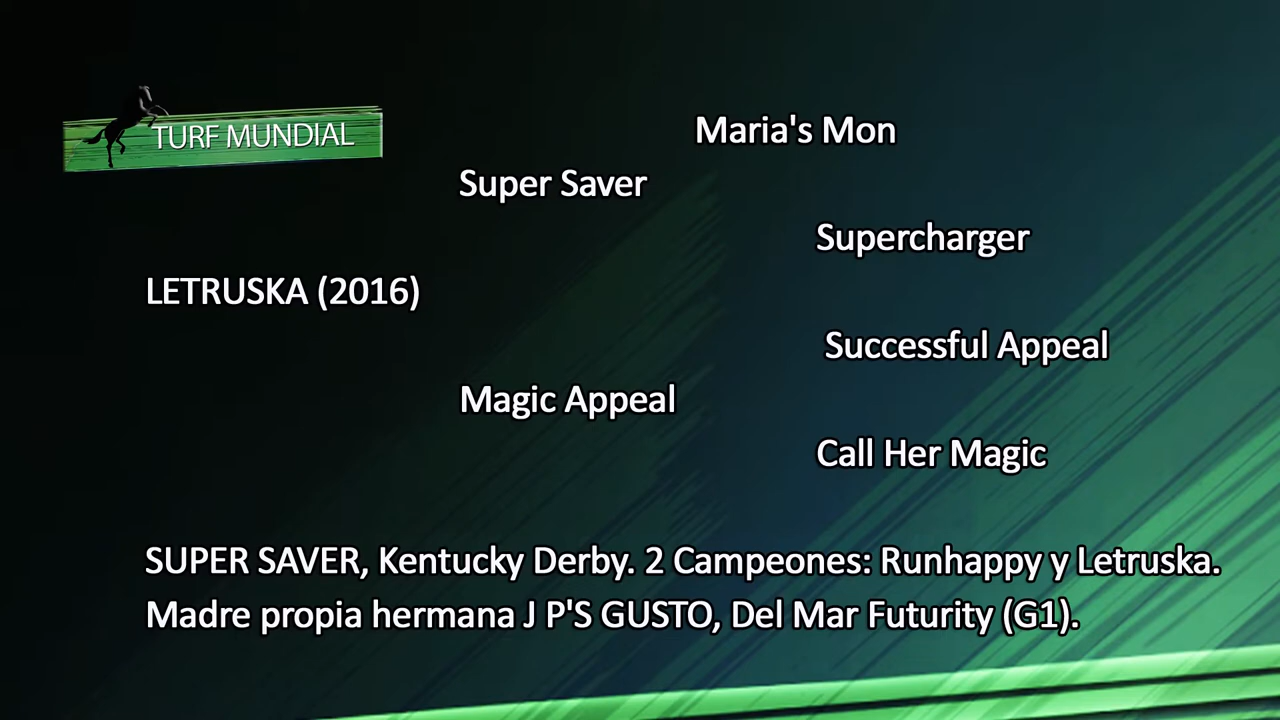 TURF MUNDIAL
Maria's Mon
Super Saver
Supercharger
LETRUSKA (2016)
Successful Appeal
Magic Appeal
Call Her Magic
SUPER SAVER, Kentucky Derby. 2 Campeones: Runhappy y Letruska.
Madre propia hermana J P'S GUSTO, Del Mar Futurity (G1).